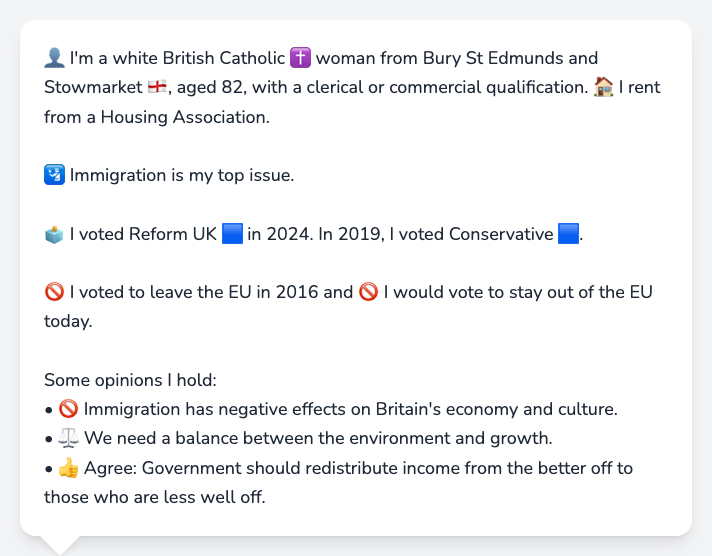 👤 I'm a white British Catholic ✝️ woman from Bury St Edmunds and
Stowmarket 🏴󠁧󠁢󠁥󠁮󠁧󠁿, aged 82, with a clerical or commercial qualification. 🏠 I rent
from a Housing Association.
🛂 Immigration is my top issue.
🗳️ I voted Reform UK 🟦 in 2024. In 2019, I voted Conservative 🟦.
🚫 I voted to leave the EU in 2016 and 🚫 I would vote to stay out of the EU
today.
Some opinions I hold:
• 🚫 Immigration has negative effects on Britain's economy and culture.
• ⚖️ We need a balance between the environment and growth.
• 👍 Agree: Government should redistribute income from the better off to
those who are less well off.